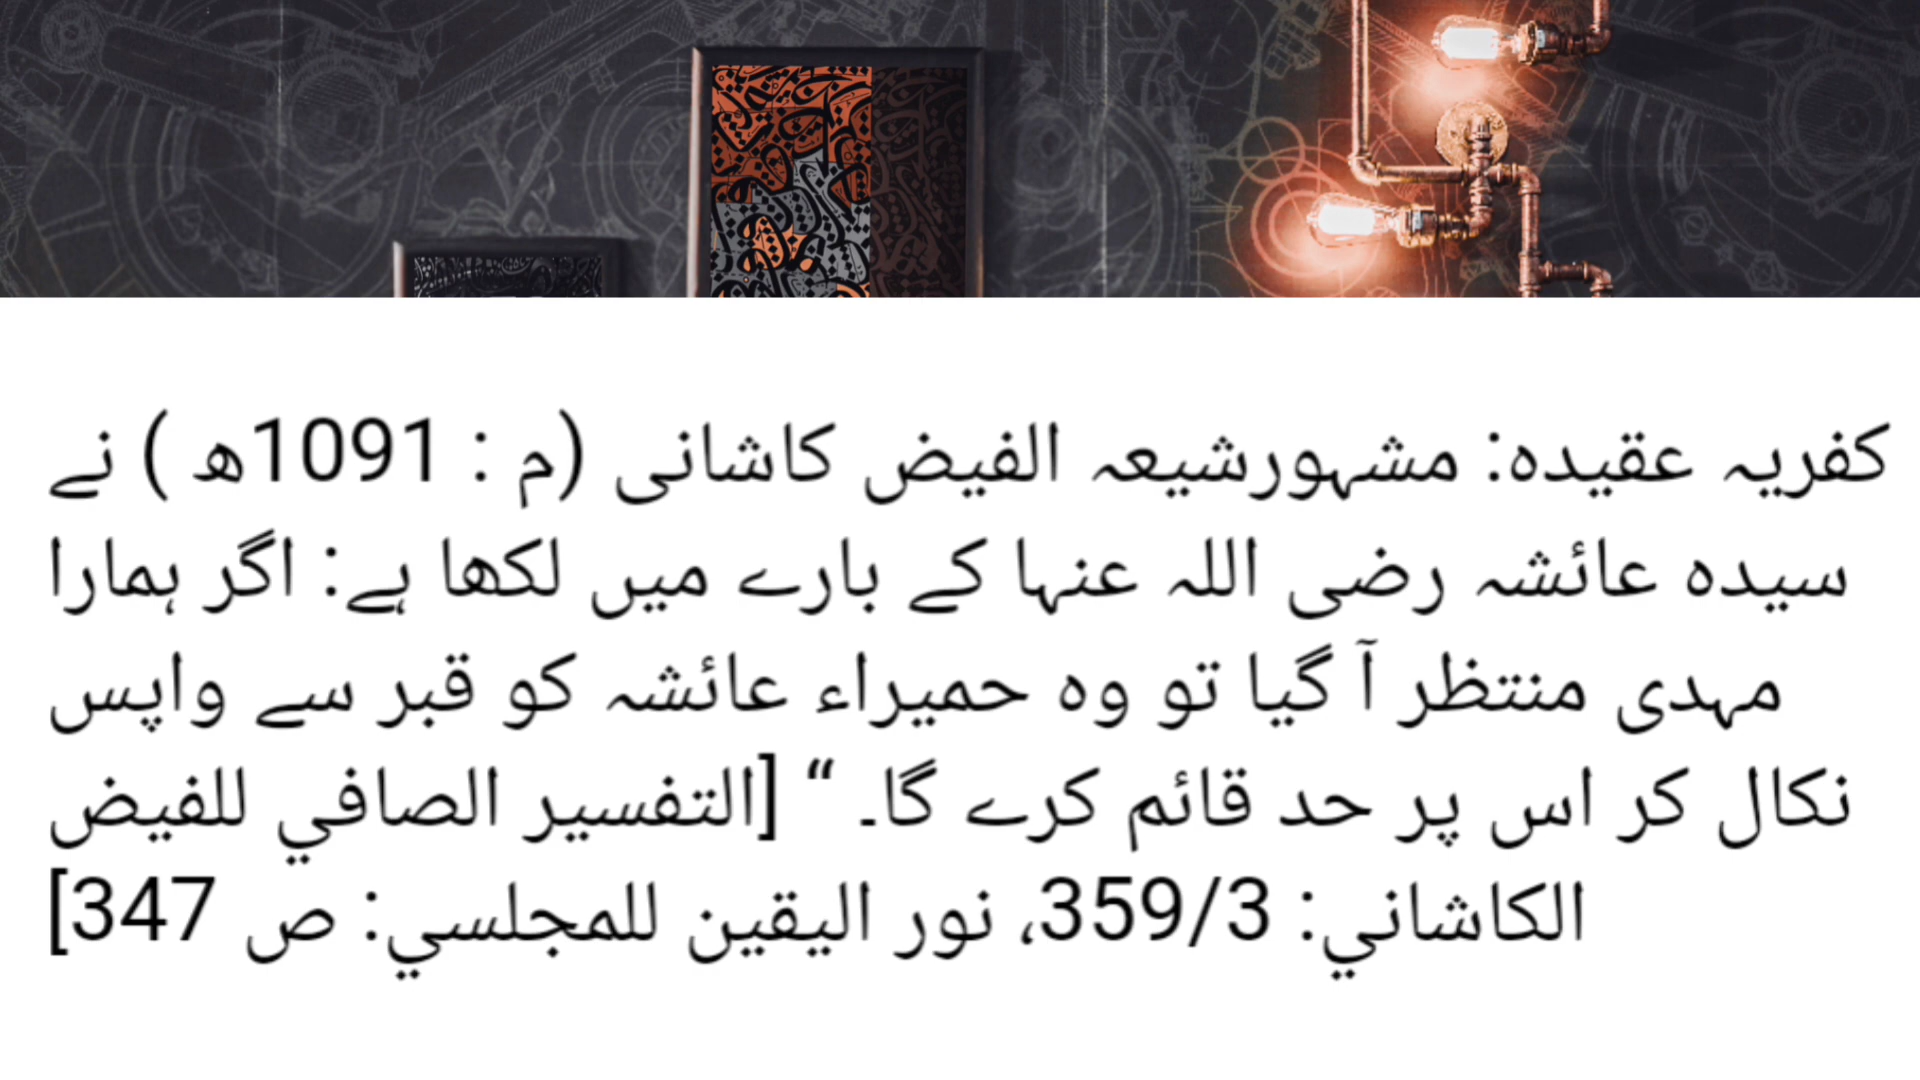 کفریہ عقیدہ: مشہورشیعہ الفیض کاشانی (م : 1091ھ ) نے
سیدہ عائشہ رضی اللہ عنہا کے بارے میں لکھا ہے: اگر ہمارا
مہدی منتظر آ گیا تو وہ حمیراء عائشہ کو قبر سے واپس
نکال کر اس پر حد قائم کرے گا۔ “ [التفسير الصافي للفيض
الكاشاني: 359/3، نور اليقين للمجلسي: ص 347]